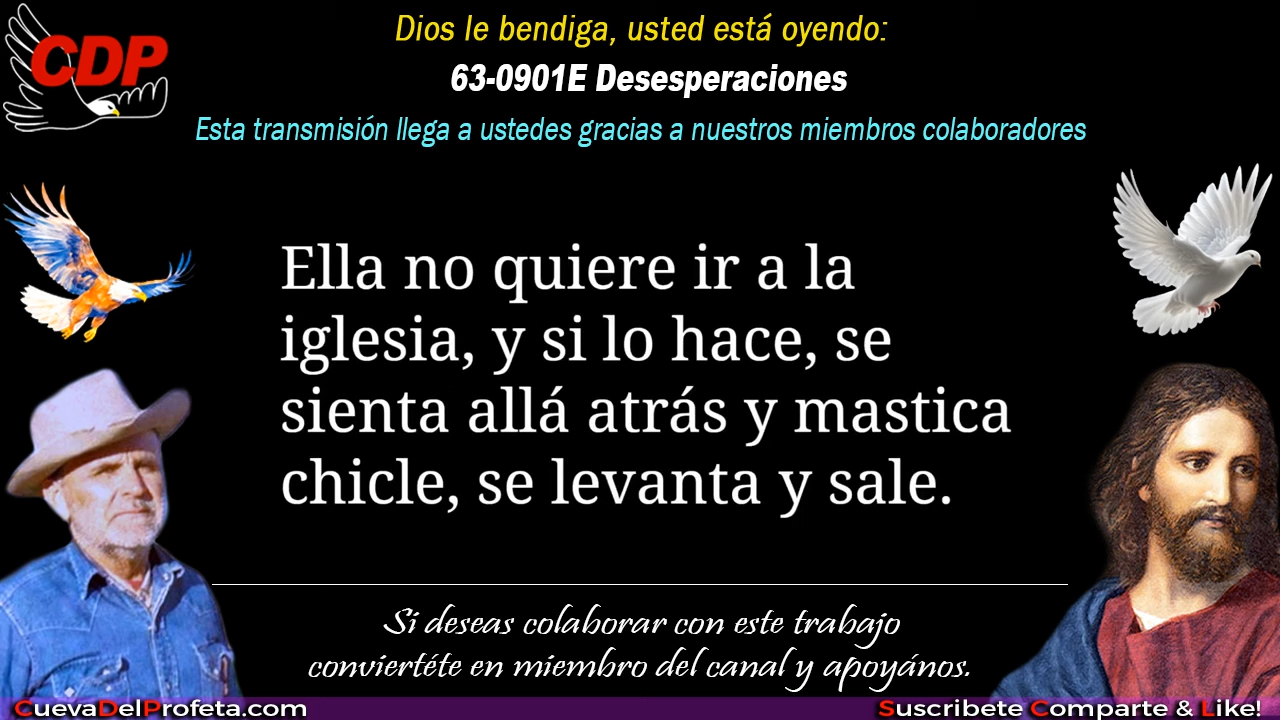 CDP
Dios le bendiga, usted está oyendo:
63-0901E Desesperaciones
Esta transmisión llega a ustedes gracias a nuestros miembros colaboradores
Ella no quiere ir a la
iglesia, y si lo hace, se
sienta allá atrás y mastica
chicle, se levanta y sale.
Si deseas colaborar con este trabajo
conviertéte en miembro del canal y apoyános.
CuevaDelProfeta.com
Suscribete Comparte & Like!